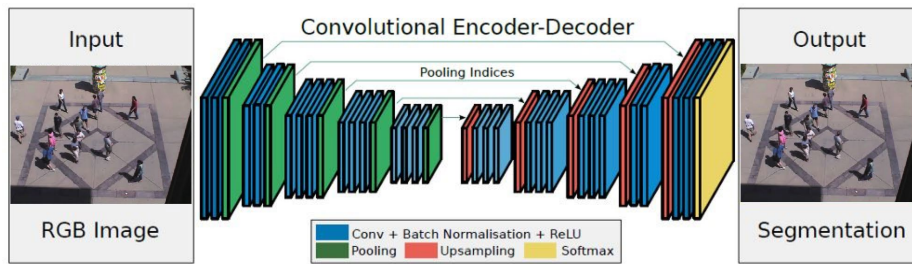 Input
RGB Image
Convolutional Encoder-Decoder
Pooling Indices
Conv + Batch Normalisation + ReLU
Pooling
Upsampling
Softmax
Output
Segmentation